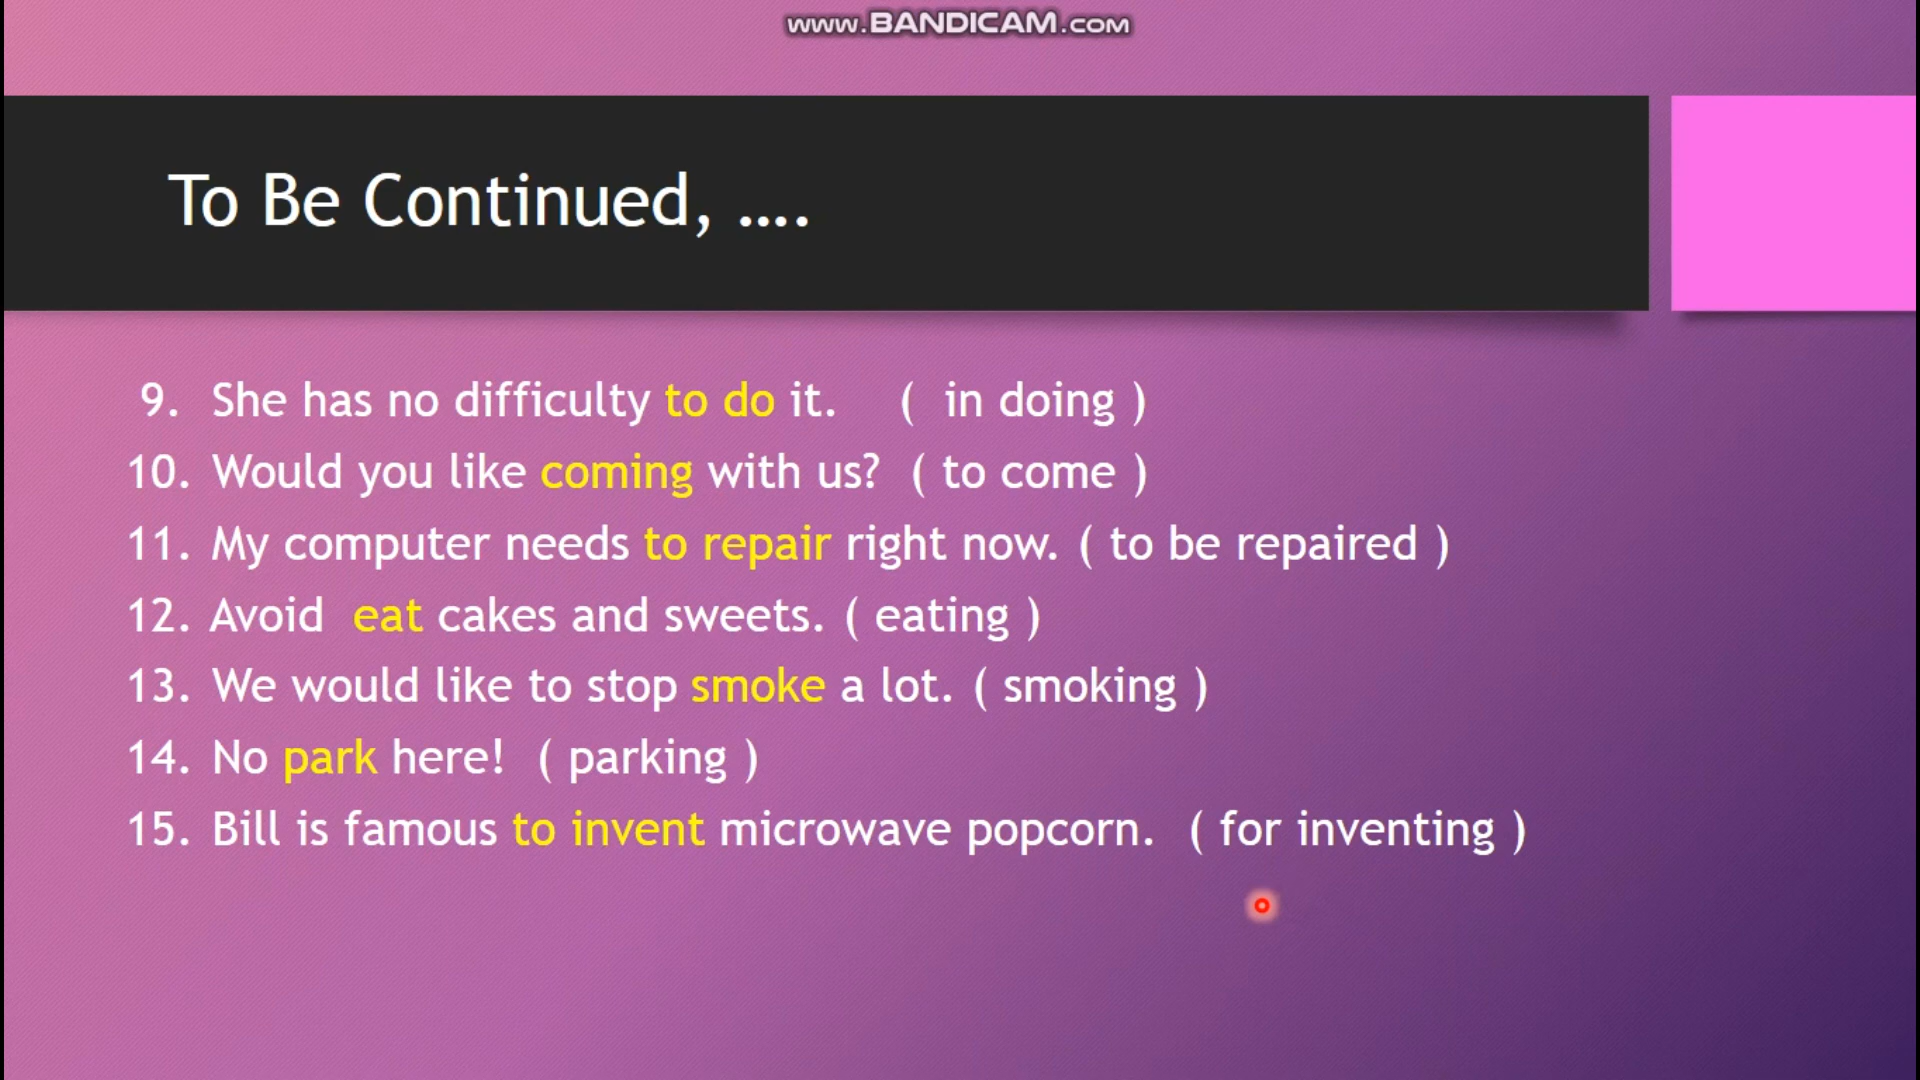 www.BANDICAM.com
To Be Continued, ....
9. She has no difficulty to do it. ( in doing )
10. Would you like coming with us? ( to come )
11. My computer needs to repair right now. ( to be repaired )
12. Avoid eat cakes and sweets. ( eating )
13. We would like to stop smoke a lot. ( smoking )
14. No park here! ( parking )
15. Bill is famous to invent microwave popcorn. ( for inventing )